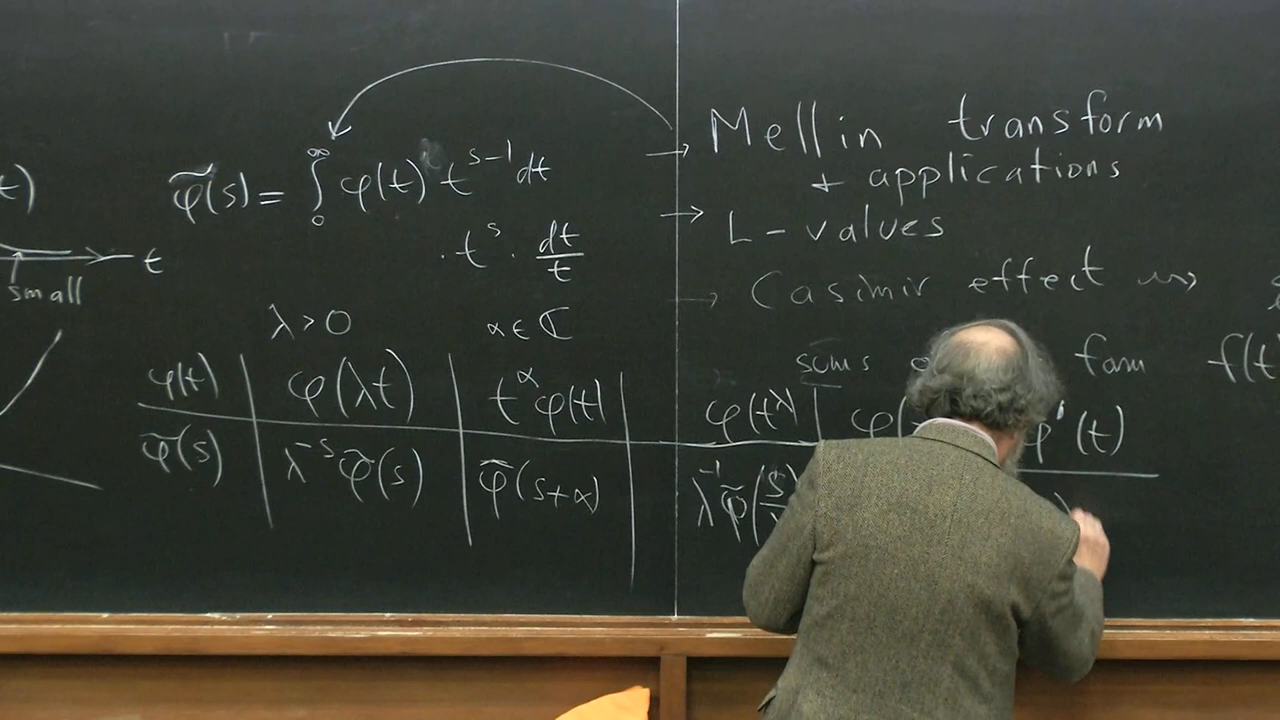 t)
t
small
φ̃(s) = ∫₀^∞ φ(t) t^{s-1} dt
· t^s · dt/t
λ > 0
α ∈ ℂ
φ(t) | φ(λt) | t^α φ(t) | φ(t^λ) | φ( φ'(t)
φ̃(s) | λ^{-s} φ̃(s) | φ̃(s+α) | λ^{-1} φ̃(s
→ Mellin transform
+ applications
→ L-values
→ Casimir effect ⇝
sums form f(t